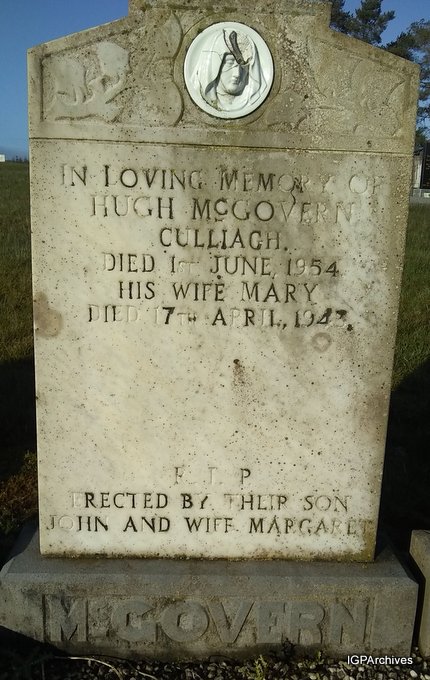 IN LOVING MEMORY OF
HUGH McGOVERN
CULLIAGH.
DIED 1ST JUNE, 1954
HIS WIFE MARY
DIED 17TH APRIL, 1943,
R I P
ERECTED BY THEIR SON
JOHN AND WIFE MARGARET
McGOVERN
IGPArchives